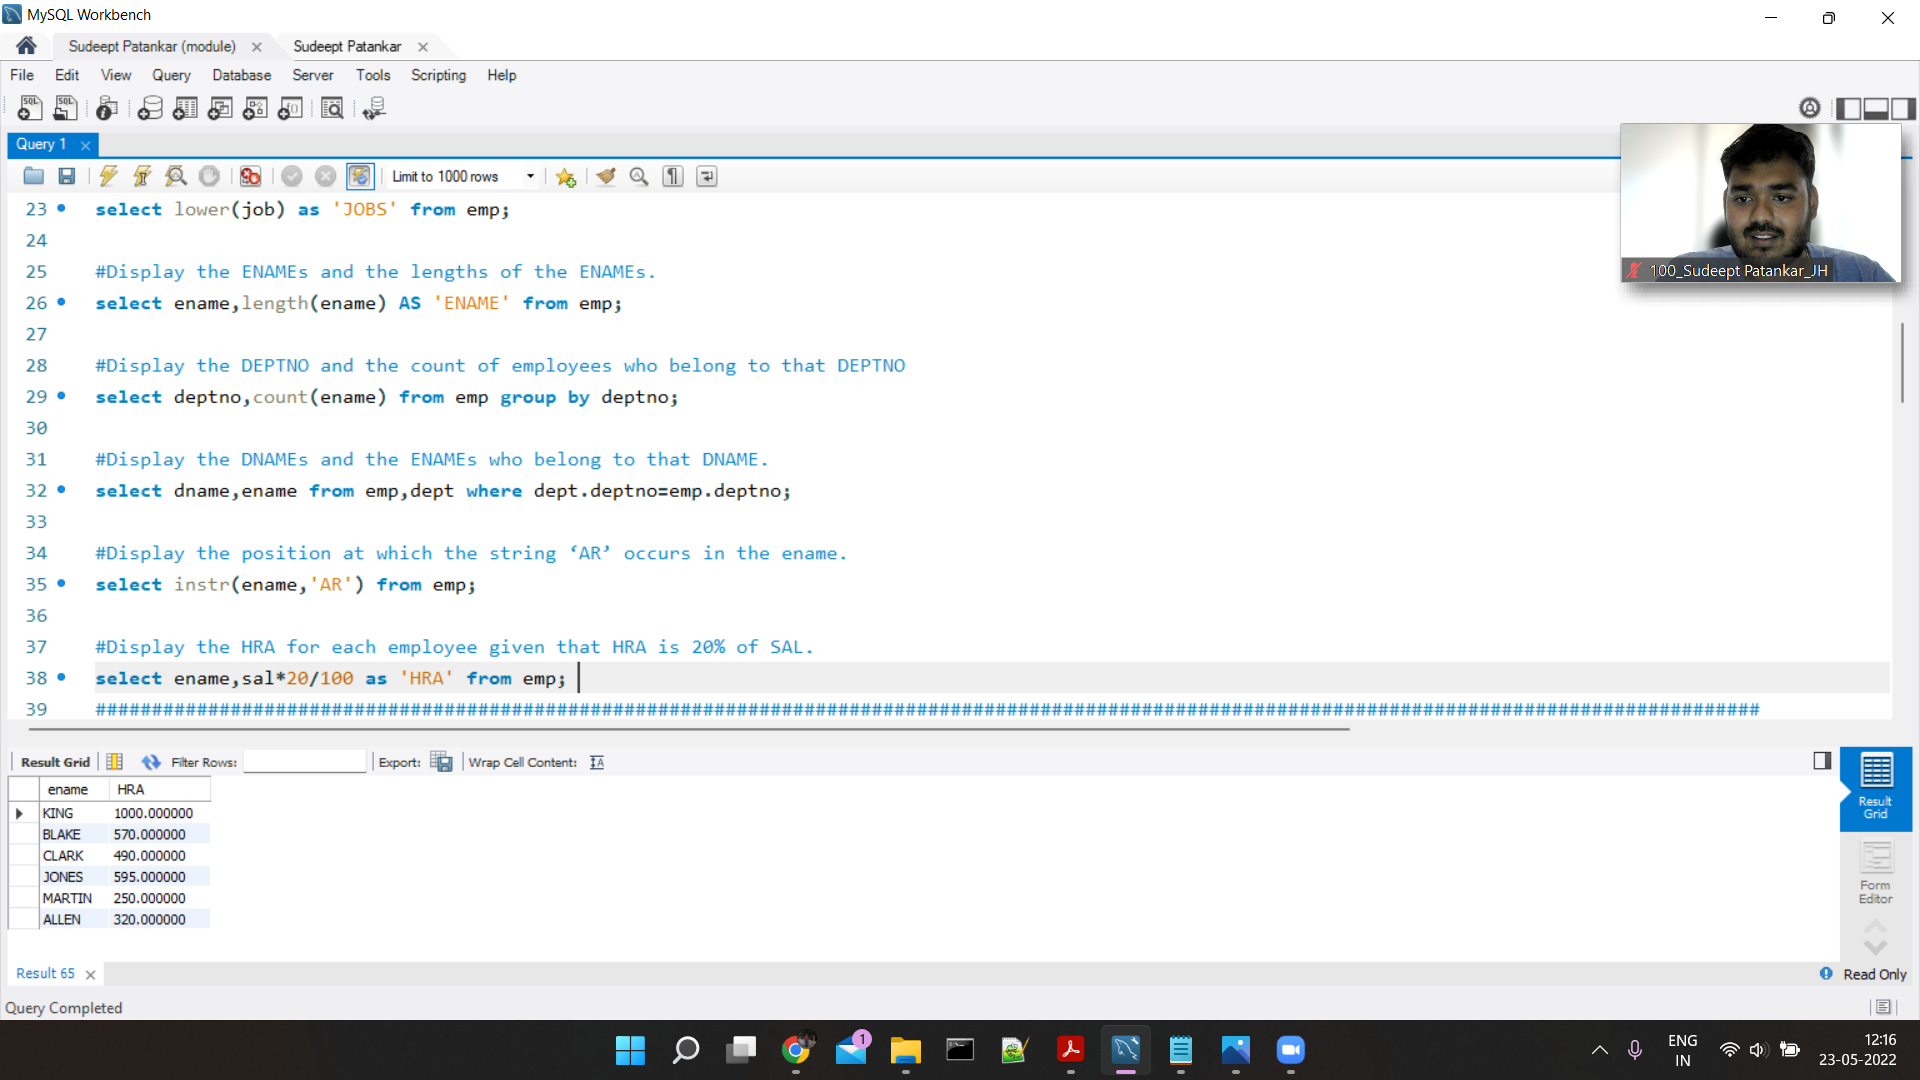 MySQL Workbench
Sudeept Patankar (module)
Sudeept Patankar
File Edit View Query Database Server Tools Scripting Help
Query 1
Limit to 1000 rows
23 select lower(job) as 'JOBS' from emp;
24
25 #Display the ENAMEs and the lengths of the ENAMEs.
26 select ename,length(ename) AS 'ENAME' from emp;
27
28 #Display the DEPTNO and the count of employees who belong to that DEPTNO
29 select deptno,count(ename) from emp group by deptno;
30
31 #Display the DNAMEs and the ENAMEs who belong to that DNAME.
32 select dname,ename from emp,dept where dept.deptno=emp.deptno;
33
34 #Display the position at which the string ‘AR’ occurs in the ename.
35 select instr(ename,'AR') from emp;
36
37 #Display the HRA for each employee given that HRA is 20% of SAL.
38 select ename,sal*20/100 as 'HRA' from emp;
39 ####################################################################################################################################################
100_Sudeept Patankar_JH
Result Grid Filter Rows: Export: Wrap Cell Content:
ename HRA
KING 1000.000000
BLAKE 570.000000
CLARK 490.000000
JONES 595.000000
MARTIN 250.000000
ALLEN 320.000000
Result
Grid
Form
Editor
Result 65
Read Only
Query Completed
1
ENG
IN
12:16
23-05-2022